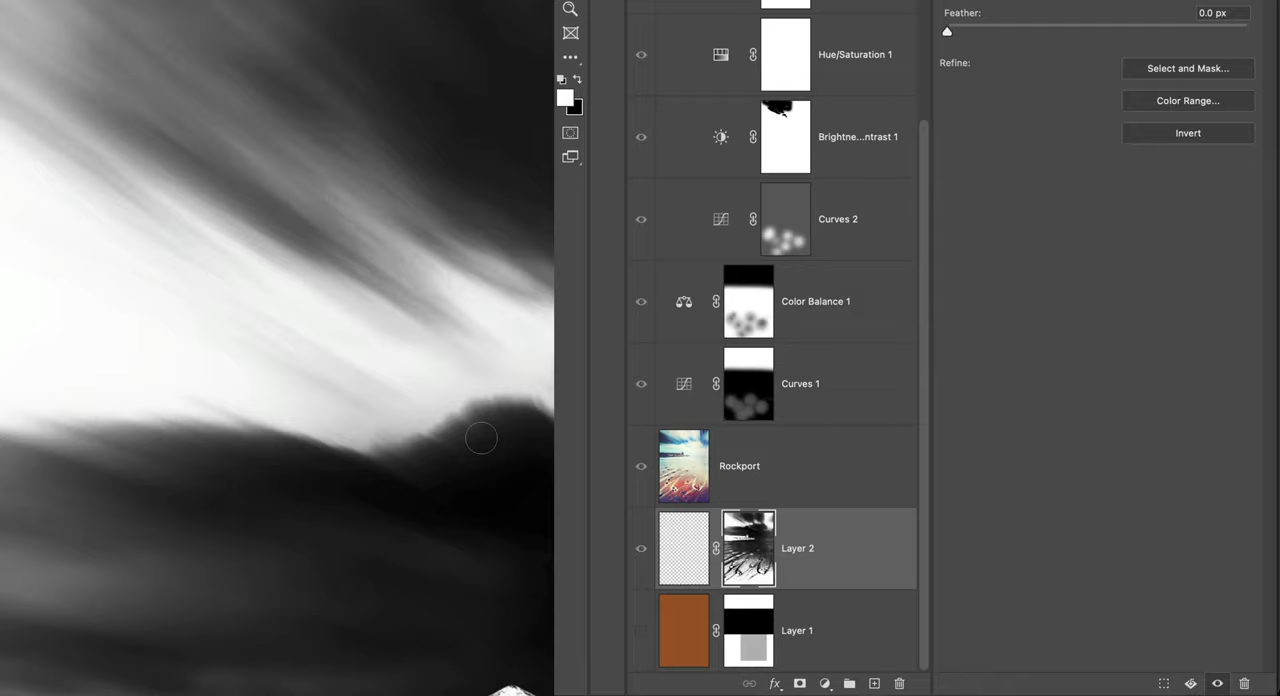 Feather:
0.0 px
Refine:
Select and Mask...
Color Range...
Invert
Hue/Saturation 1
Brightne...ntrast 1
Curves 2
Color Balance 1
Curves 1
Rockport
Layer 2
Layer 1
fx